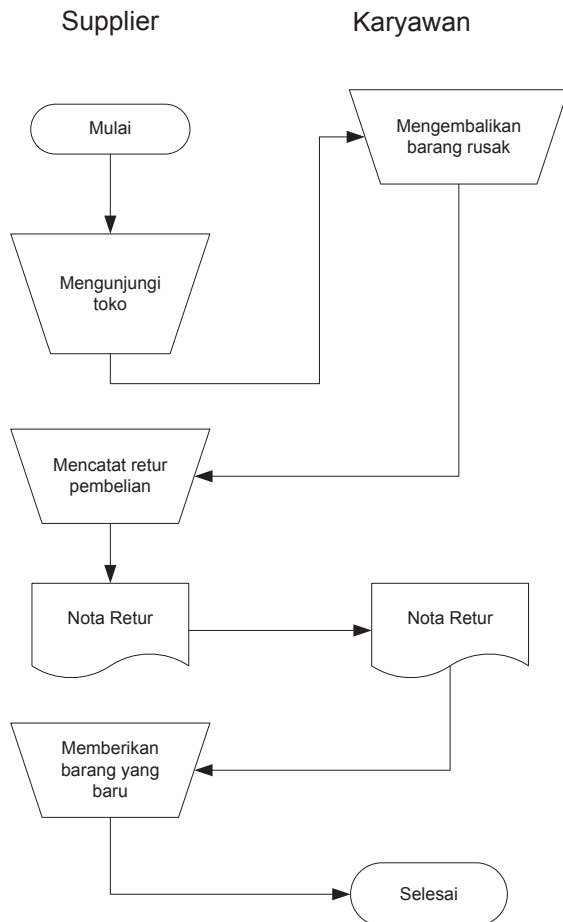 Supplier
Karyawan
Mulai
Mengembalikan
barang rusak
Mengunjungi
toko
Mencatat retur
pembelian
Nota Retur
Nota Retur
Memberikan
barang yang
baru
Selesai